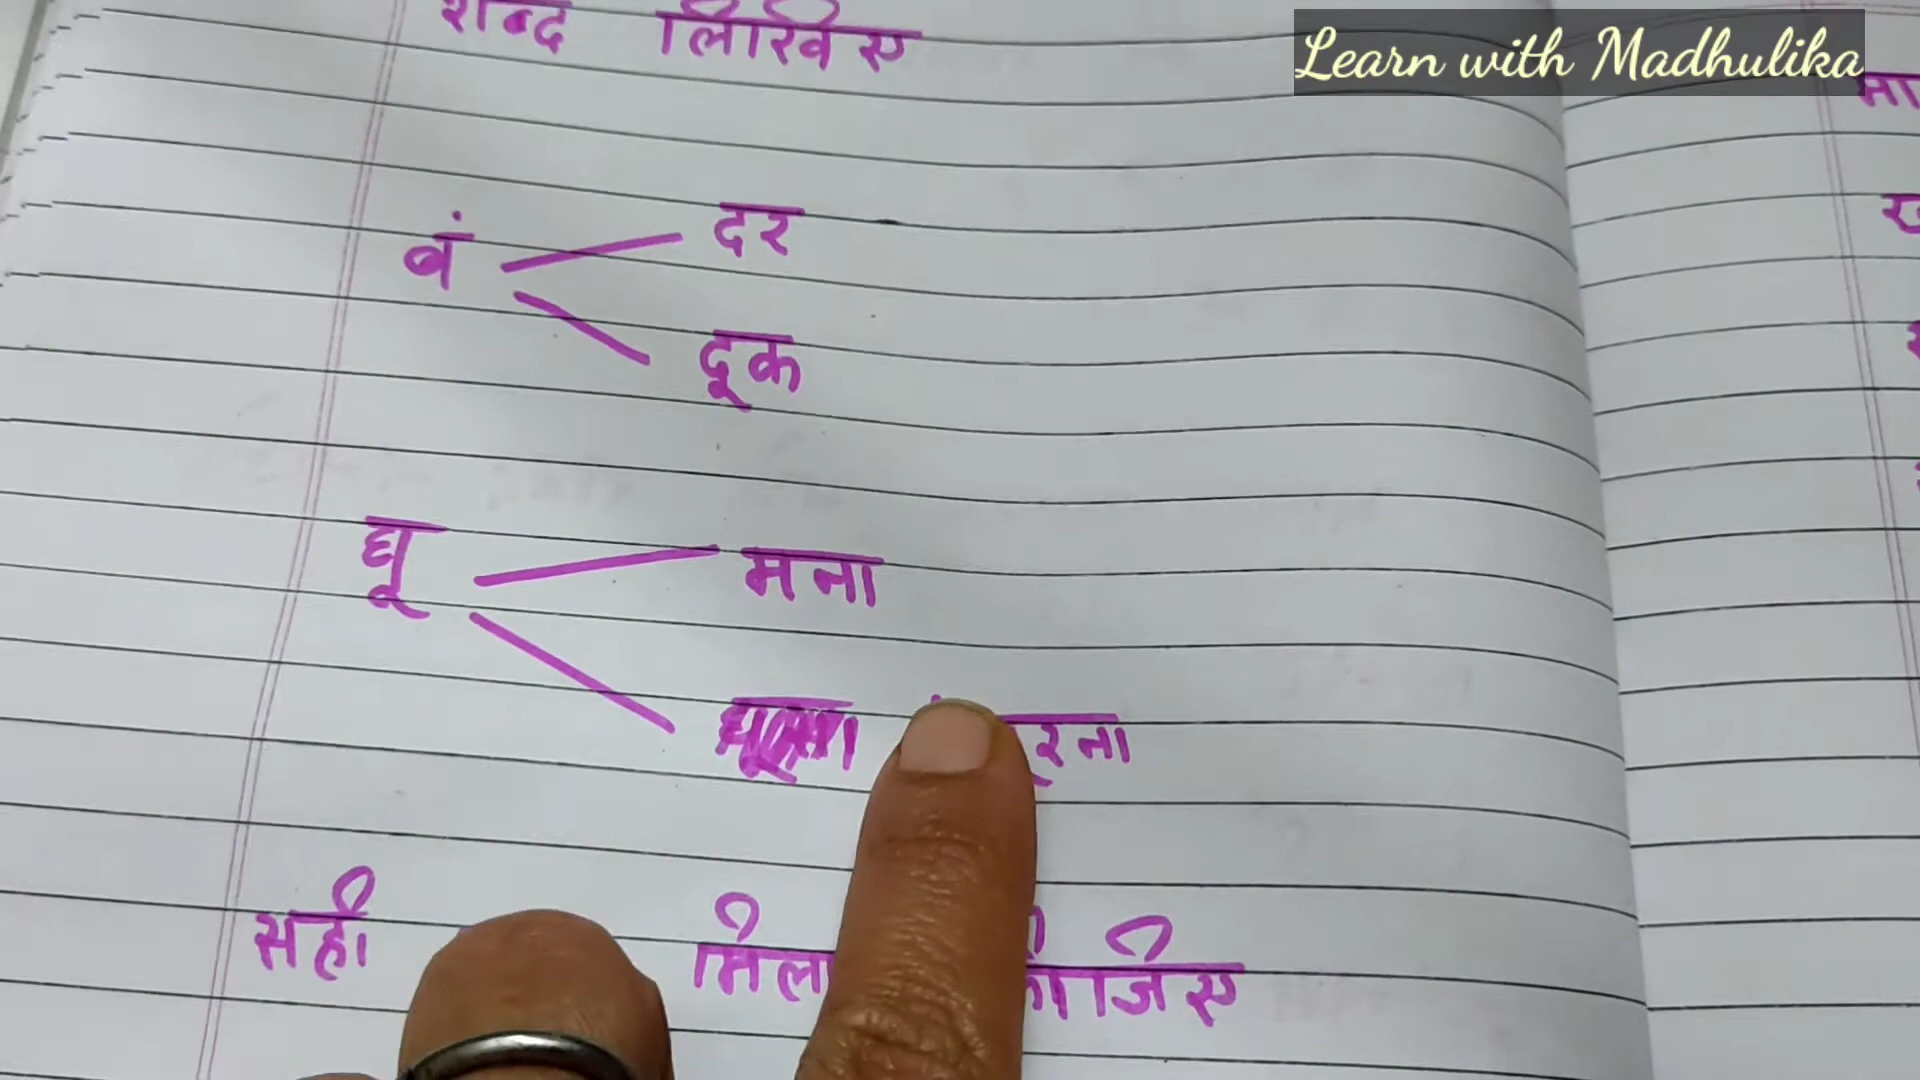 शब्द लिखिए
Learn with Madhulika
बं
दर
दूक
घू
मना
रना
सही